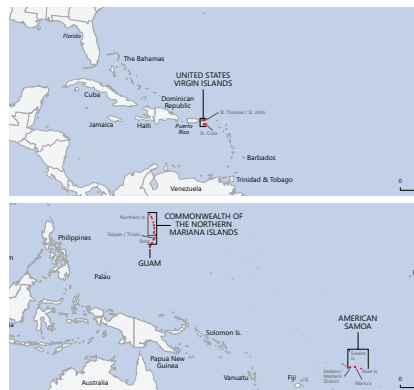 Florida
The Bahamas
UNITED STATES
VIRGIN ISLANDS
Cuba
Dominican
Republic
St. Thomas / St. John
Jamaica
Haiti
Puerto
Rico
St. Croix
Barbados
Trinidad & Tobago
Venezuela
0
Northern Is.
COMMONWEALTH OF
THE NORTHERN
MARIANA ISLANDS
Philippines
Saipan / Tinian
Rota
GUAM
Palau
AMERICAN
SAMOA
Solomon Is.
Swains
Is.
Papua New
Guinea
Rose Is.
Eastern/
Western
District
Manu'a
Vanuatu
Fiji
Australia
0